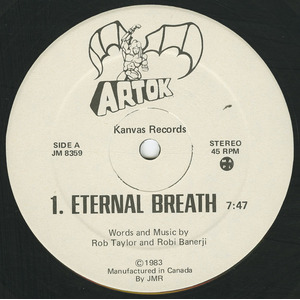 ARTOK
Kanvas Records
SIDE A
JM 8359
STEREO
45 RPM
1. ETERNAL BREATH 7:47
Words and Music by
Rob Taylor and Robi Banerji
©1983
Manufactured in Canada
By JMR